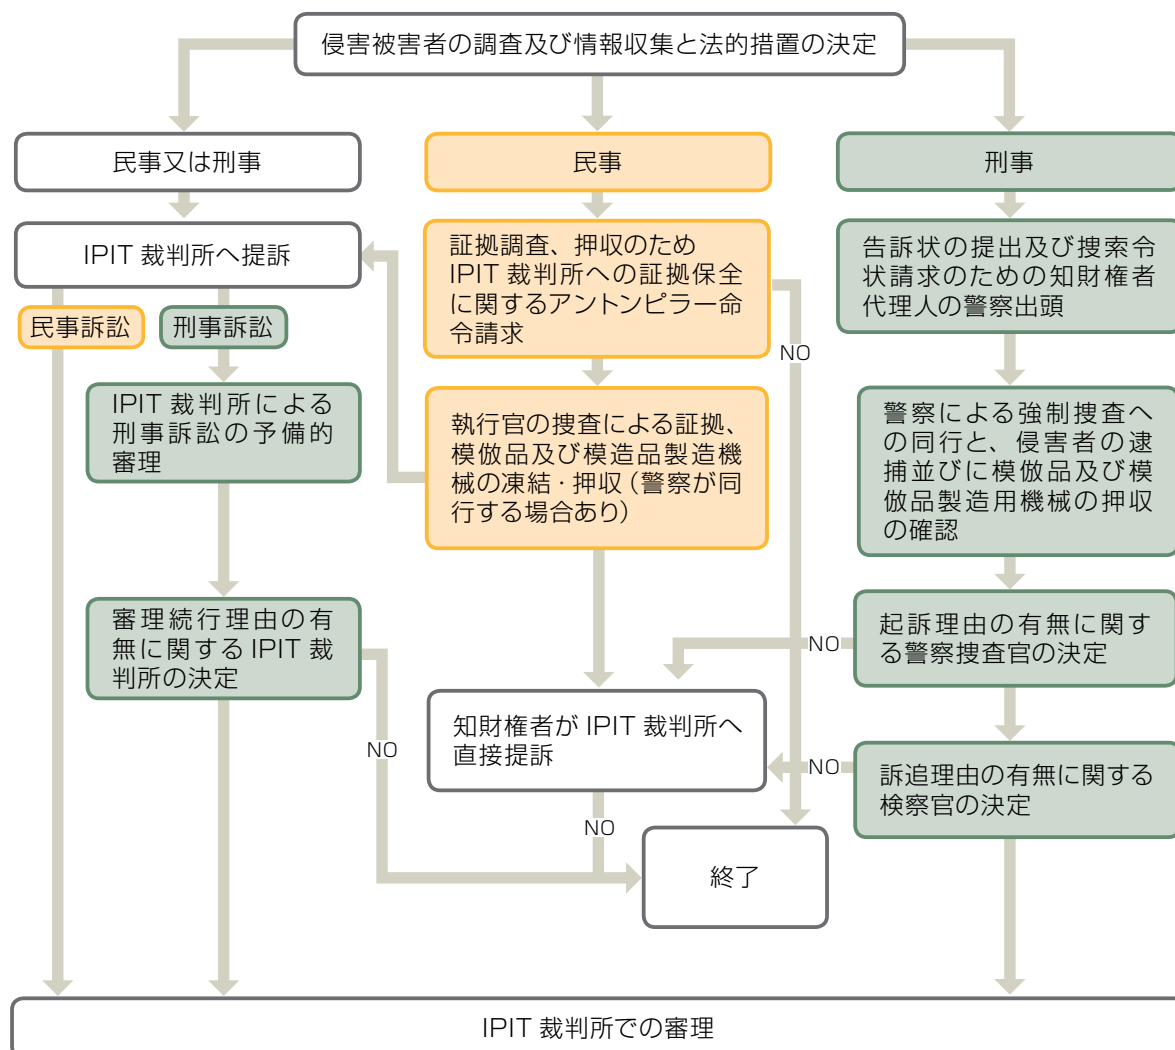 侵害被害者の調査及び情報収集と法的措置の決定
民事又は刑事
民事
刑事
IPIT 裁判所へ提訴
民事訴訟
刑事訴訟
証拠調査、押収のため
IPIT 裁判所への証拠保全
に関するアントンピラー命
令請求
告訴状の提出及び捜索令
状請求のための知財権者
代理人の警察出頭
NO
IPIT 裁判所による
刑事訴訟の予備的
審理
執行官の捜査による証拠、
模倣品及び模造品製造機
械の凍結・押収（警察が同
行する場合あり）
警察による強制捜査へ
の同行と、侵害者の逮
捕並びに模倣品及び模
倣品製造用機械の押収
の確認
審理続行理由の有
無に関する IPIT 裁
判所の決定
NO
起訴理由の有無に関す
る警察捜査官の決定
NO
知財権者が IPIT 裁判所へ
直接提訴
NO
訴追理由の有無に関する
検察官の決定
NO
終了
IPIT 裁判所での審理